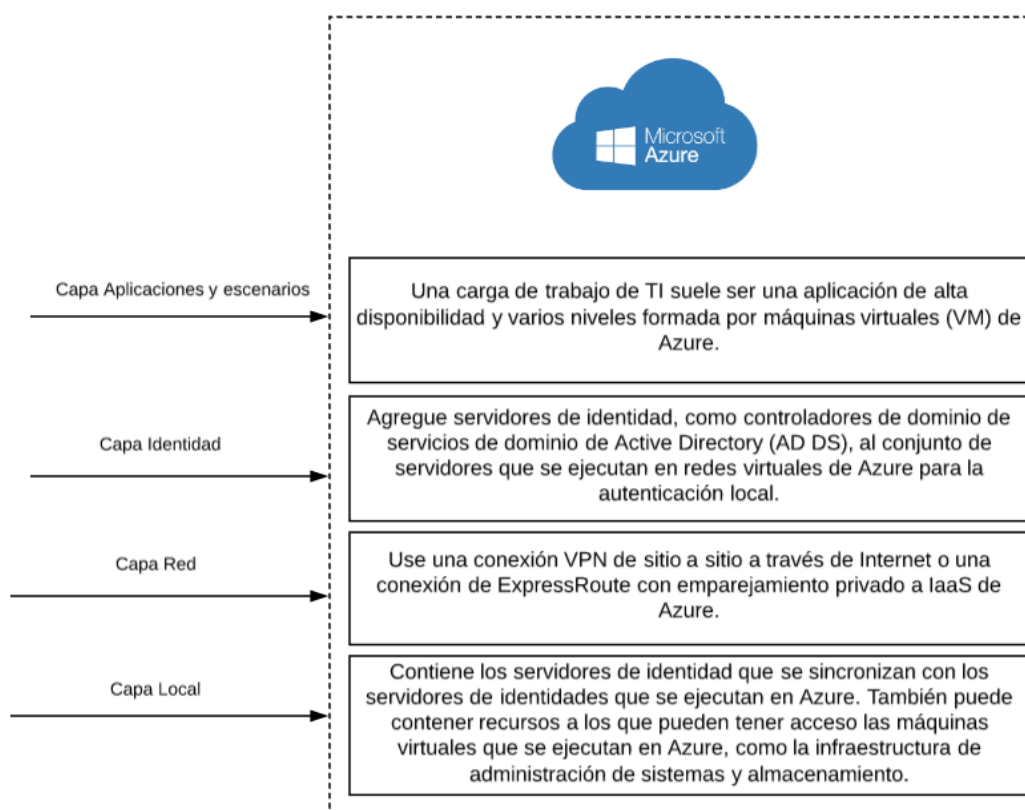 Microsoft
Azure
Capa Aplicaciones y escenarios
Una carga de trabajo de TI suele ser una aplicación de alta
disponibilidad y varios niveles formada por máquinas virtuales (VM) de
Azure.
Capa Identidad
Agregue servidores de identidad, como controladores de dominio de
servicios de dominio de Active Directory (AD DS), al conjunto de
servidores que se ejecutan en redes virtuales de Azure para la
autenticación local.
Capa Red
Use una conexión VPN de sitio a sitio a través de Internet o una
conexión de ExpressRoute con emparejamiento privado a IaaS de
Azure.
Capa Local
Contiene los servidores de identidad que se sincronizan con los
servidores de identidades que se ejecutan en Azure. También puede
contener recursos a los que pueden tener acceso las máquinas
virtuales que se ejecutan en Azure, como la infraestructura de
administración de sistemas y almacenamiento.